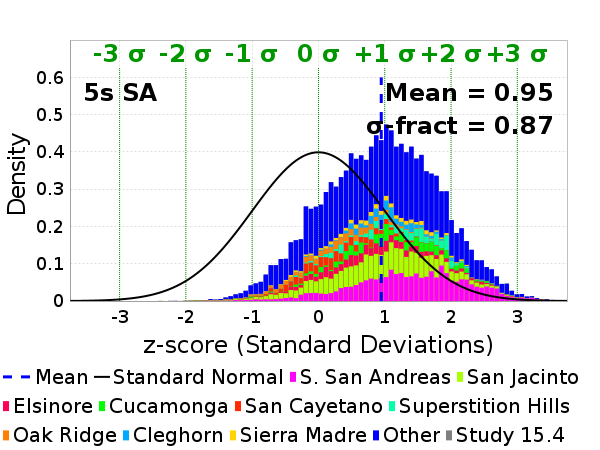 -3 σ -2 σ -1 σ 0 σ +1 σ +2 σ +3 σ
0.6
5s SA
Mean = 0.95
0.5
σ-fract = 0.87
0.4
0.3
0.2
0.1
0
Density
-3 -2 -1 0 1 2 3
z-score (Standard Deviations)
Mean Standard Normal S. San Andreas San Jacinto
Elsinore Cucamonga San Cayetano Superstition Hills
Oak Ridge Cleghorn Sierra Madre Other Study 15.4